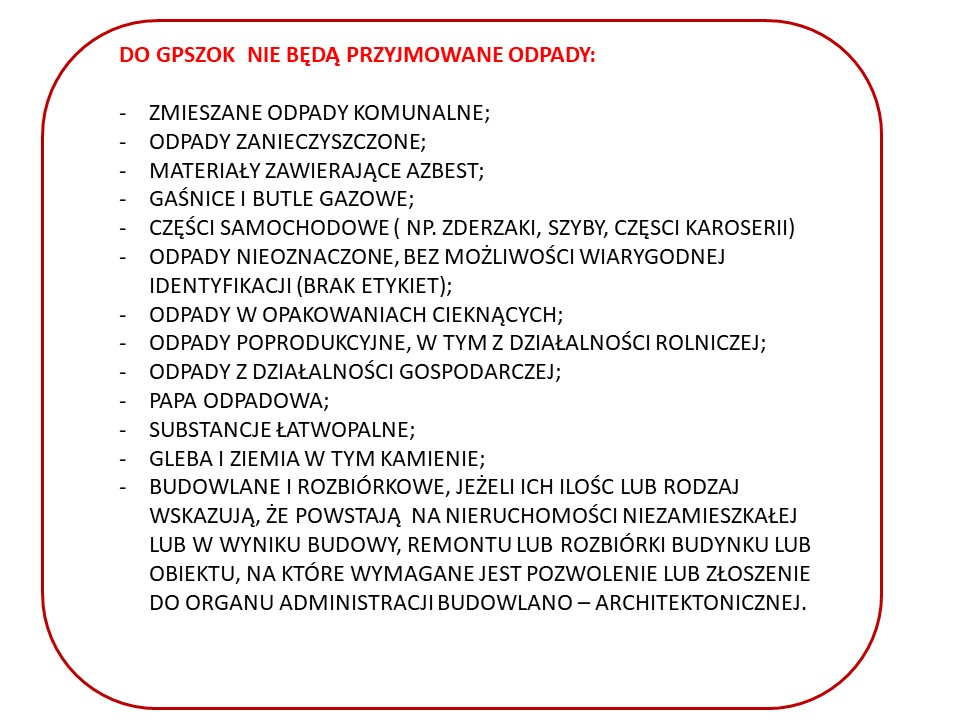 DO GPSZOK  NIE BĘDĄ PRZYJMOWANE ODPADY:
- ZMIESZANE ODPADY KOMUNALNE;
- ODPADY ZANIECZYSZCZONE;
- MATERIAŁY ZAWIERAJĄCE AZBEST;
- GAŚNICE I BUTLE GAZOWE;
- CZĘŚCI SAMOCHODOWE ( NP. ZDERZAKI, SZYBY, CZĘSCI KAROSERII)
- ODPADY NIEOZNACZONE, BEZ MOŻLIWOŚCI WIARYGODNEJ
IDENTYFIKACJI (BRAK ETYKIET);
- ODPADY W OPAKOWANIACH CIEKNĄCYCH;
- ODPADY POPRODUKCYJNE, W TYM Z DZIAŁALNOŚCI ROLNICZEJ;
- ODPADY Z DZIAŁALNOŚCI GOSPODARCZEJ;
- PAPA ODPADOWA;
- SUBSTANCJE ŁATWOPALNE;
- GLEBA I ZIEMIA W TYM KAMIENIE;
- BUDOWLANE I ROZBIÓRKOWE, JEŻELI ICH ILOŚC LUB RODZAJ
WSKAZUJĄ, ŻE POWSTAJĄ  NA NIERUCHOMOŚCI NIEZAMIESZKAŁEJ
LUB W WYNIKU BUDOWY, REMONTU LUB ROZBIÓRKI BUDYNKU LUB
OBIEKTU, NA KTÓRE WYMAGANE JEST POZWOLENIE LUB ZŁOSZENIE
DO ORGANU ADMINISTRACJI BUDOWLANO – ARCHITEKTONICZNEJ.